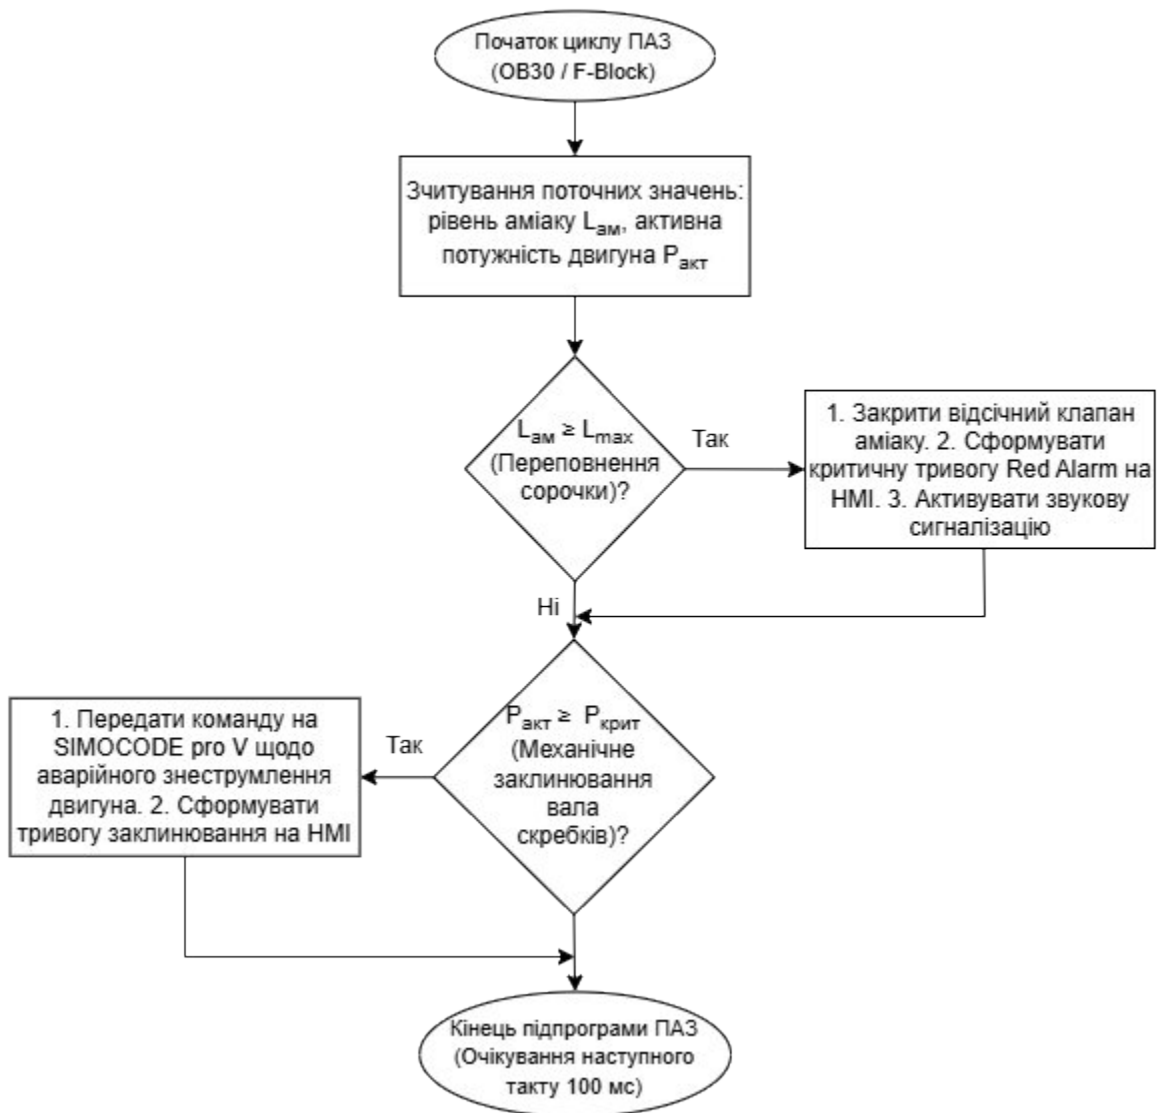 Початок циклу ПАЗ
(ОВ30 / F-Block)
Зчитування поточних значень:
рівень аміаку Lам, активна
потужність двигуна Pакт
Lам ≥ Lmax
(Переповнення
сорочки)?
Так
1. Закрити відсічний клапан
аміаку. 2. Сформувати
критичну тривогу Red Alarm на
HMI. 3. Активувати звукову
сигналізацію
Ні
Pакт ≥ Pкрит
(Механічне
заклинювання
вала
скребків)?
Так
1. Передати команду на
SIMOCODE pro V щодо
аварійного знеструмлення
двигуна. 2. Сформувати
тривогу заклинювання на HMI
Кінець підпрограми ПАЗ
(Очікування наступного
такту 100 мс)